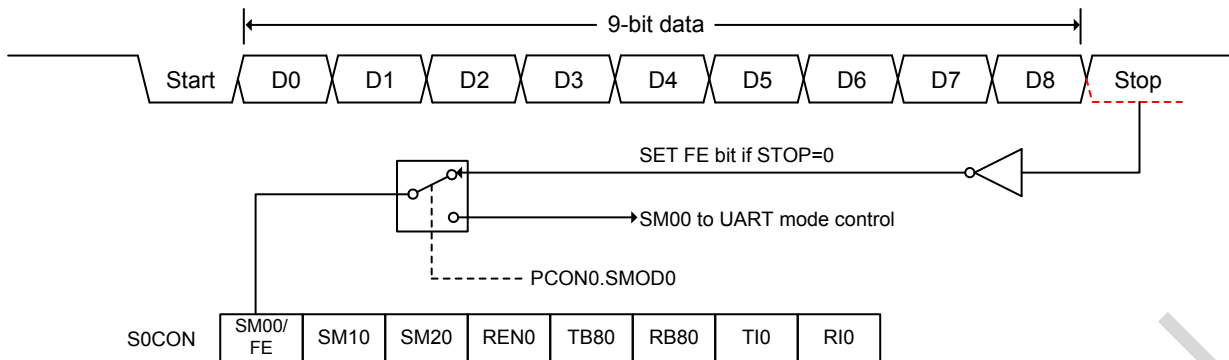 9-bit data
Start D0 D1 D2 D3 D4 D5 D6 D7 D8 Stop
SET FE bit if STOP=0
SM00 to UART mode control
PCON0.SMOD0
S0CON SM00/ FE SM10 SM20 REN0 TB80 RB80 TI0 RI0